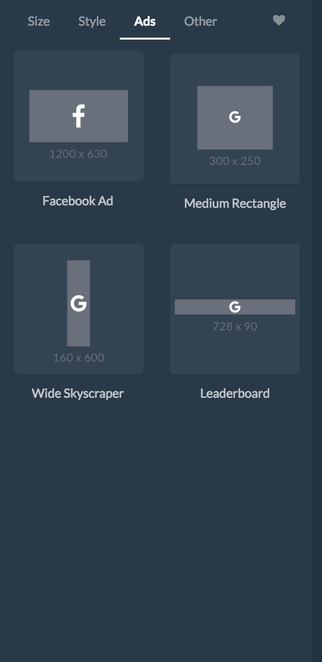 Size Style Ads Other
f G
1200 x 630 300 x 250
Facebook Ad Medium Rectangle
G G
160 x 600 728 x 90
Wide Skyscraper Leaderboard